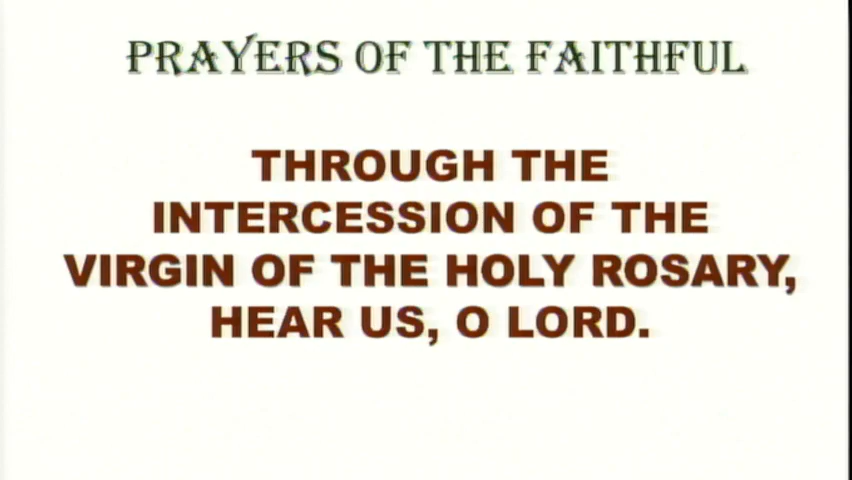 PRAYERS OF THE FAITHFUL
THROUGH THE
INTERCESSION OF THE
VIRGIN OF THE HOLY ROSARY,
HEAR US, O LORD.